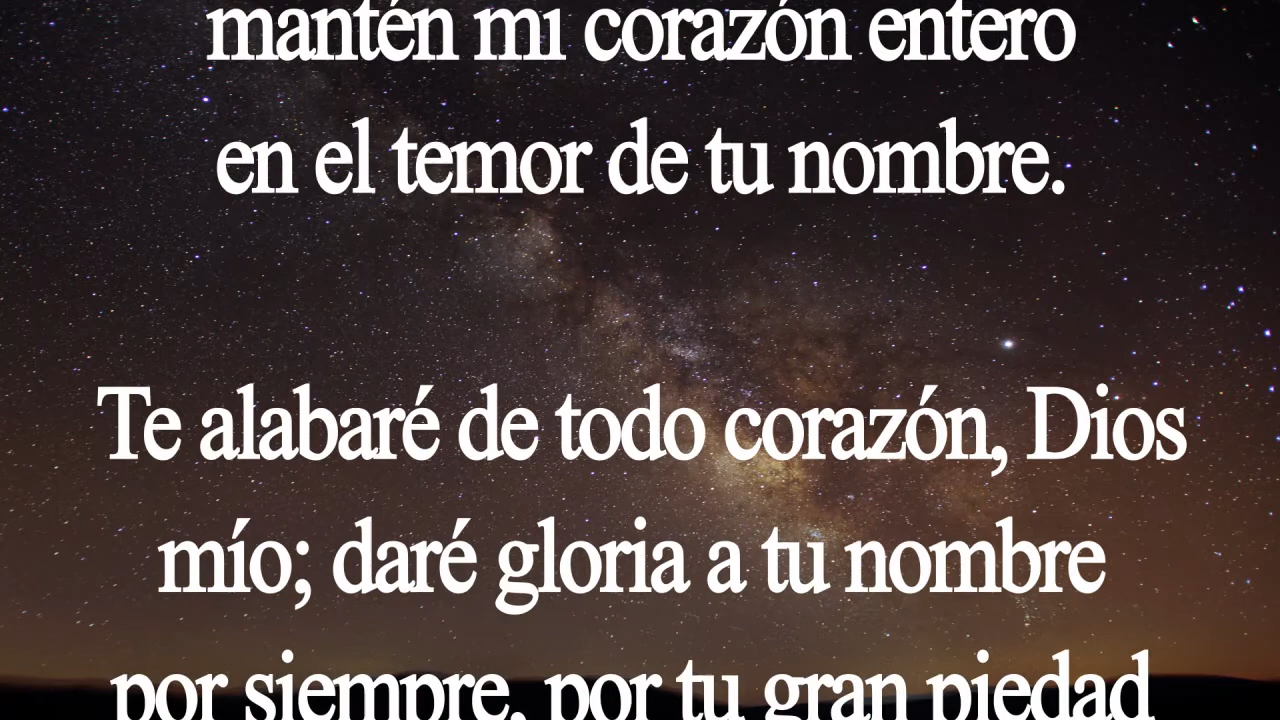 mantén mi corazón entero
en el temor de tu nombre.
Te alabaré de todo corazón, Dios
mío; daré gloria a tu nombre
por siempre, por tu gran piedad